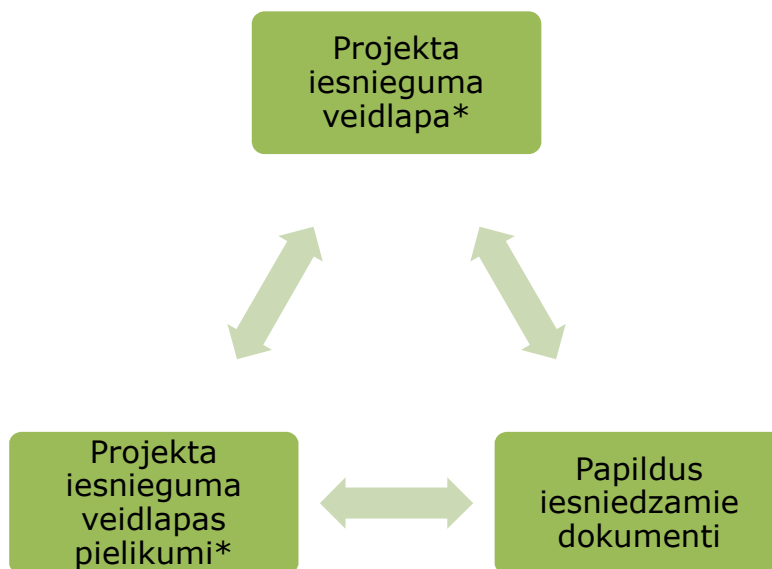 Projekta
iesnieguma
veidlapa*
Projekta
iesnieguma
veidlapas
pielikumi*
Papildus
iesniedzamie
dokumenti